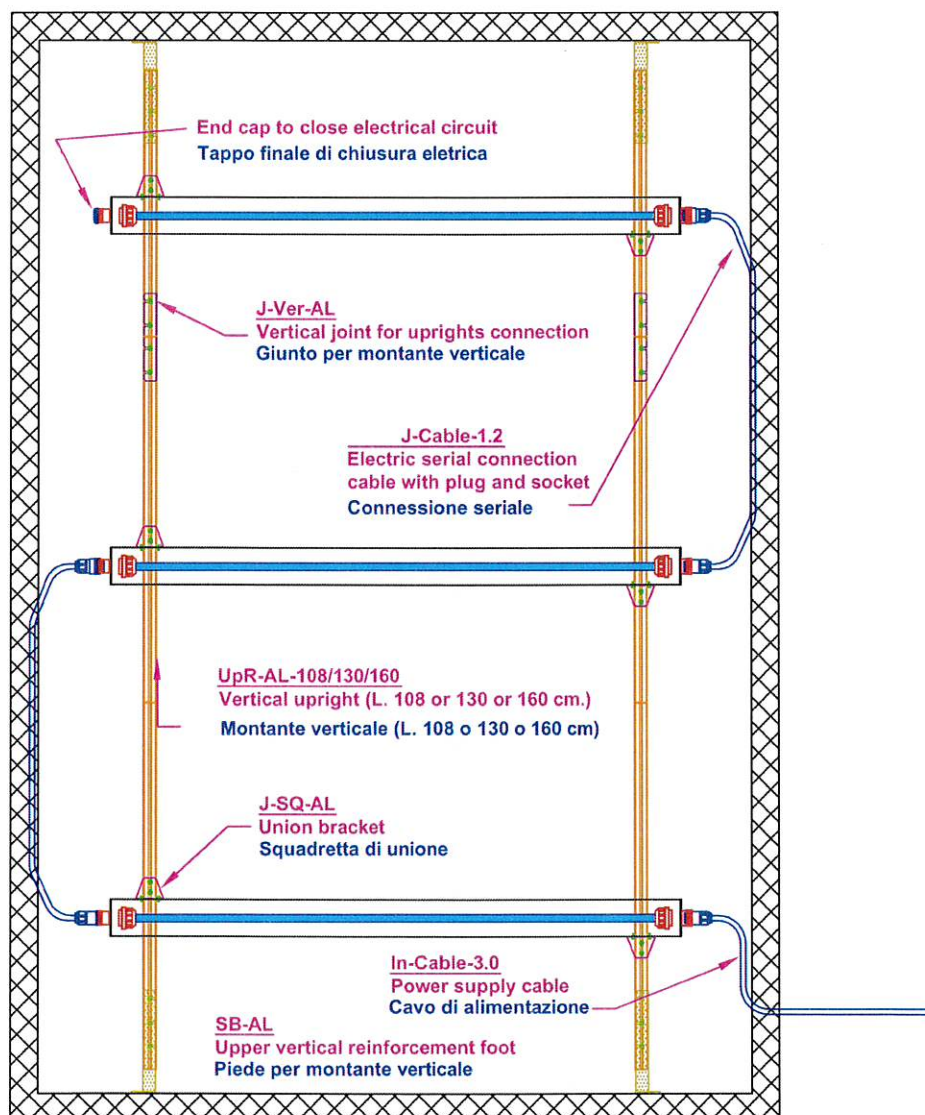 End cap to close electrical circuit
Tappo finale di chiusura eletrica
J-Ver-AL
Vertical joint for uprights connection
Giunto per montante verticale
J-Cable-1.2
Electric serial connection
cable with plug and socket
Connessione seriale
UpR-AL-108/130/160
Vertical upright (L. 108 or 130 or 160 cm.)
Montante verticale (L. 108 o 130 o 160 cm)
J-SQ-AL
Union bracket
Squadretta di unione
In-Cable-3.0
Power supply cable
Cavo di alimentazione
SB-AL
Upper vertical reinforcement foot
Piede per montante verticale